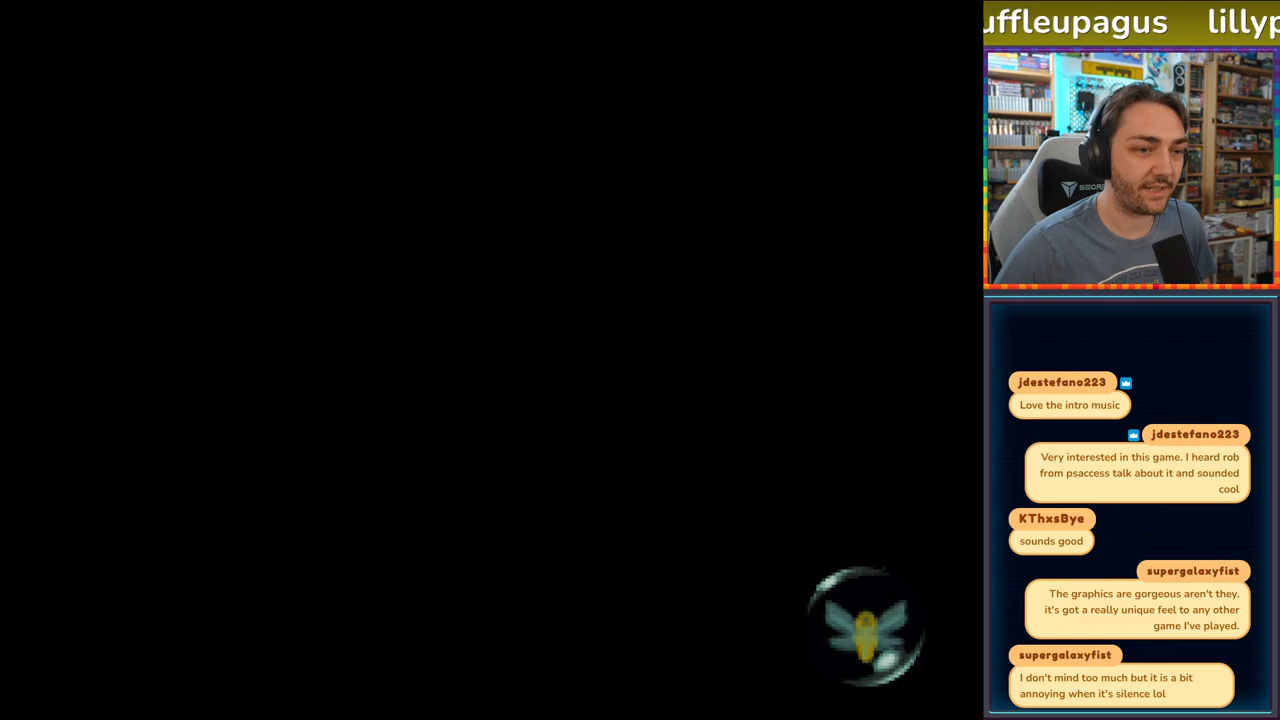 uffleupagus lillyp
SECRE
jdestefano223
Love the intro music
jdestefano223
Very interested in this game. I heard rob
from psaccess talk about it and sounded
cool
KThxsBye
sounds good
supergalaxyfist
The graphics are gorgeous aren't they.
it's got a really unique feel to any other
game I've played.
supergalaxyfist
I don't mind too much but it is a bit
annoying when it's silence lol